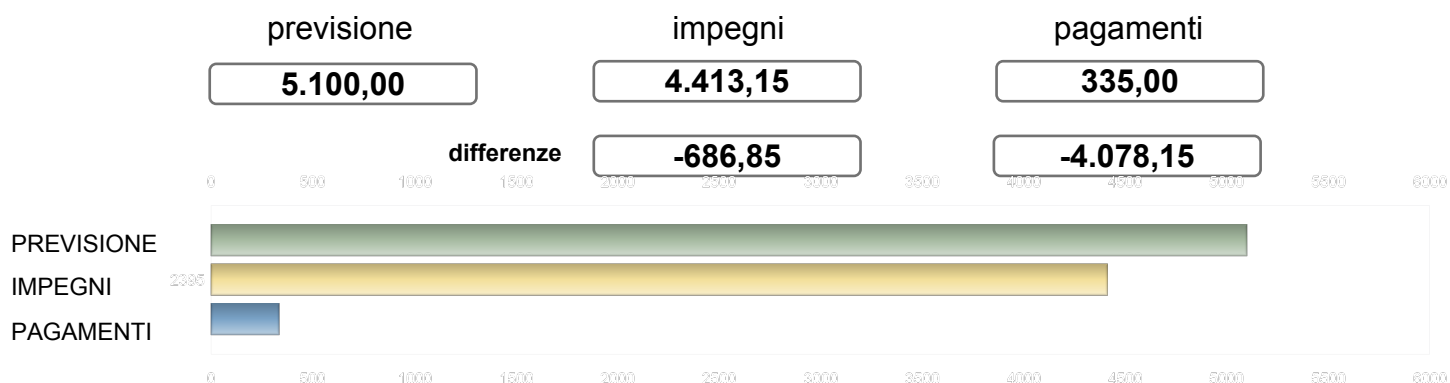 previsione impegni pagamenti
5.100,00 4.413,15 335,00
differenze -686,85 -4.078,15
0 500 1000 1500 2000 2500 3000 3500 4000 4500 5000 5500 6000
PREVISIONE
IMPEGNI 2395
PAGAMENTI
0 500 1000 1500 2000 2500 3000 3500 4000 4500 5000 5500 6000